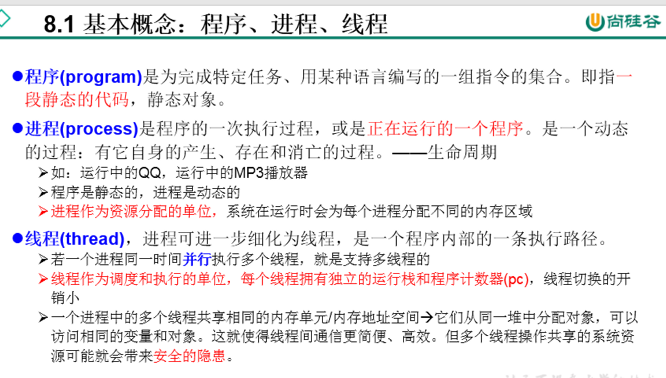 8.1 基本概念：程序、进程、线程
尚硅谷
●程序(program)是为完成特定任务、用某种语言编写的一组指令的集合。即指一
段静态的代码，静态对象。
●进程(process)是程序的一次执行过程，或是正在运行的一个程序。是一个动态
的过程：有它自身的产生、存在和消亡的过程。——生命周期
➢如：运行中的QQ，运行中的MP3播放器
➢程序是静态的，进程是动态的
➢进程作为资源分配的单位，系统在运行时会为每个进程分配不同的内存区域
●线程(thread)，进程可进一步细化为线程，是一个程序内部的一条执行路径。
➢若一个进程同一时间并行执行多个线程，就是支持多线程的
➢线程作为调度和执行的单位，每个线程拥有独立的运行栈和程序计数器(pc)，线程切换的开
销小
➢一个进程中的多个线程共享相同的内存单元/内存地址空间→它们从同一堆中分配对象，可以
访问相同的变量和对象。这就使得线程间通信更简便、高效。但多个线程操作共享的系统资
源可能就会带来安全的隐患。